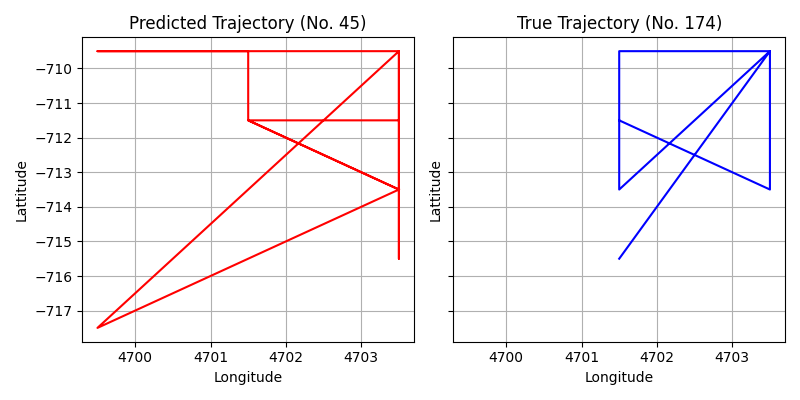 Predicted Trajectory (No. 45)
True Trajectory (No. 174)
Lattitude
−710
−711
−712
−713
−714
−715
−716
−717
4700
4701
4702
4703
Longitude
Lattitude
4700
4701
4702
4703
Longitude